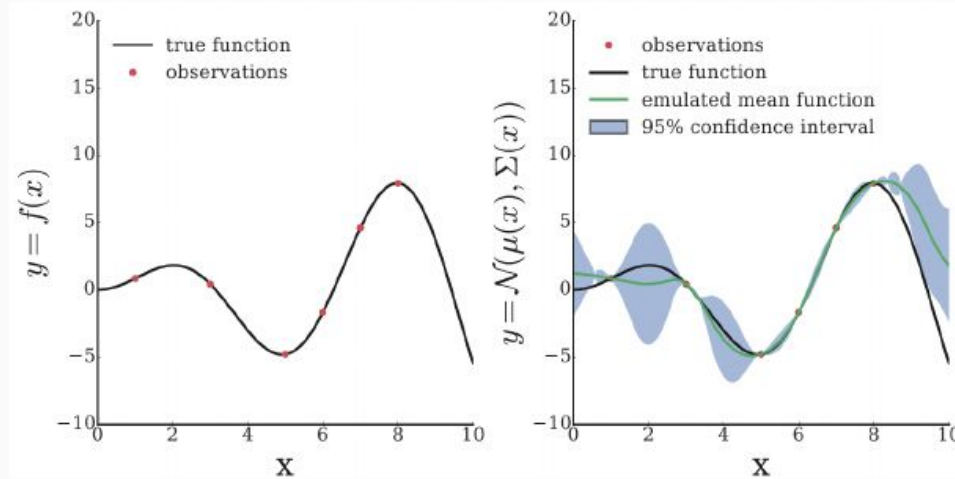 20
15
10
5
0
−5
−10
0 2 4 6 8 10
x
y = f(x)
true function
observations
20
15
10
5
0
−5
−10
0 2 4 6 8 10
x
y = N(μ(x), Σ(x))
observations
true function
emulated mean function
95% confidence interval